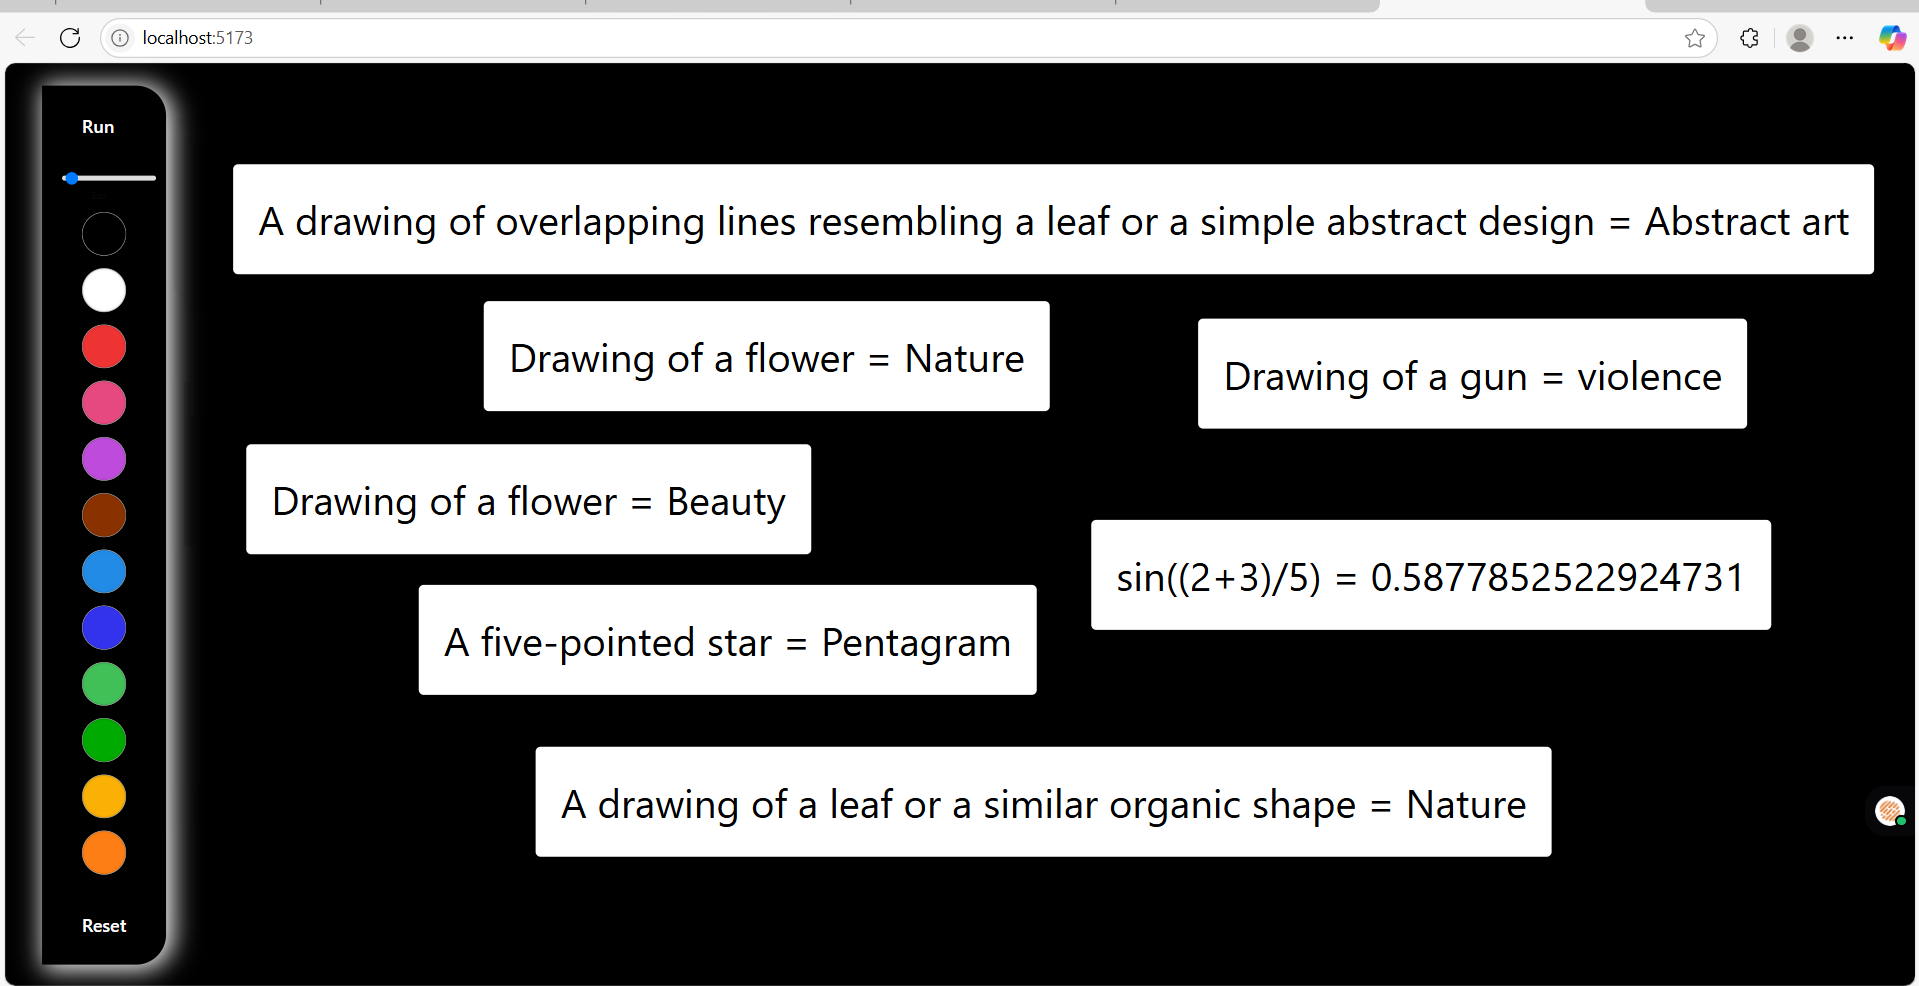 localhost:5173
Run
A drawing of overlapping lines resembling a leaf or a simple abstract design = Abstract art
Drawing of a flower = Nature
Drawing of a gun = violence
Drawing of a flower = Beauty
sin((2+3)/5) = 0.5877852522924731
A five-pointed star = Pentagram
A drawing of a leaf or a similar organic shape = Nature
Reset